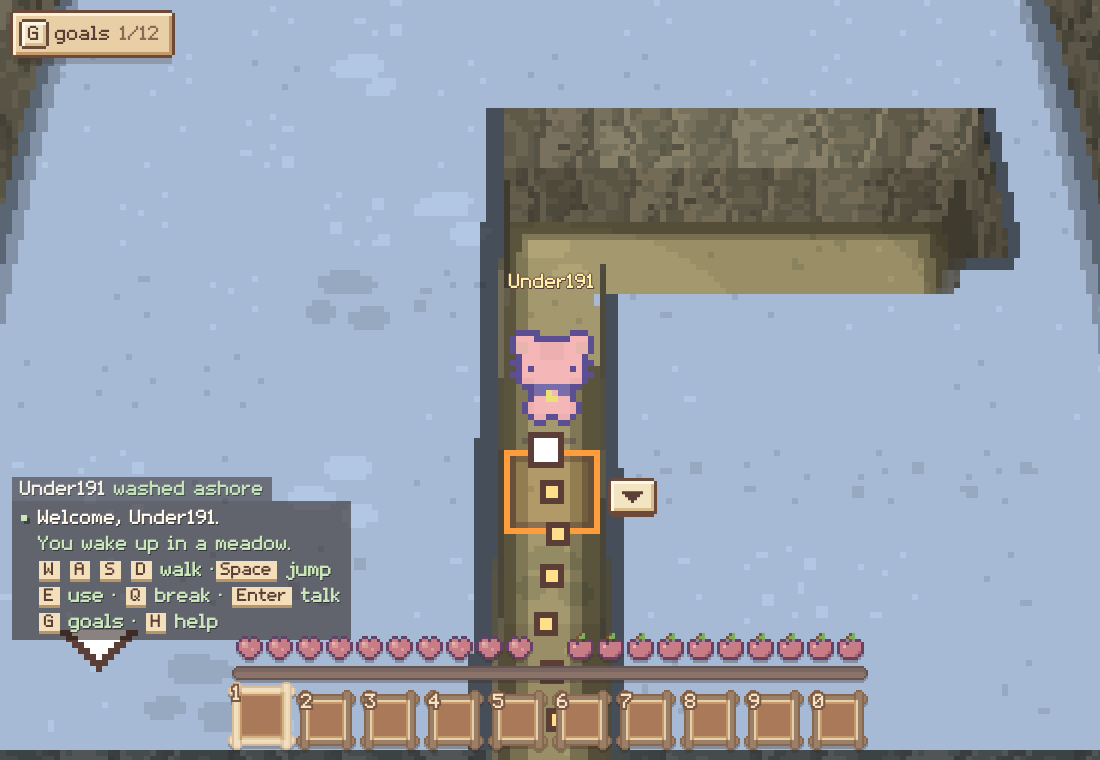 G goals 1/12
Under191
Under191 washed ashore
Welcome, Under191.
You wake up in a meadow.
W A S D walk · Space jump
E use · Q break · Enter talk
G goals · H help
1 2 3 4 5 6 7 8 9 0